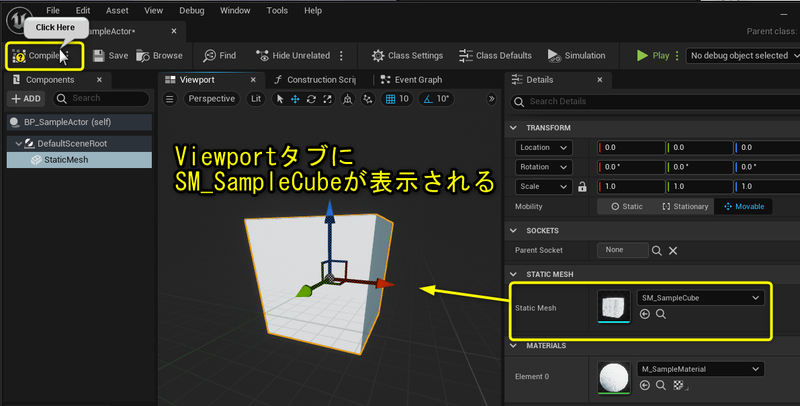 File Edit Asset View Debug Window Tools Help
Click Here
SampleActor•
Parent class:
Compile Save Browse Find Hide Unrelated Class Settings Class Defaults Simulation Play No debug object selected
Components
+ ADD
Search
BP_SampleActor (self)
DefaultSceneRoot
StaticMesh
Viewport Construction Scrip Event Graph
Perspective Lit 10 10°
Viewportタブに
SM_SampleCubeが表示される
Details
Search Details
TRANSFORM
Location 0.0 0.0 0.0
Rotation 0.0 ° 0.0 ° 0.0 °
Scale 1.0 1.0 1.0
Mobility Static Stationary Movable
SOCKETS
Parent Socket None
STATIC MESH
Static Mesh SM_SampleCube
MATERIALS
Element 0 M_SampleMaterial